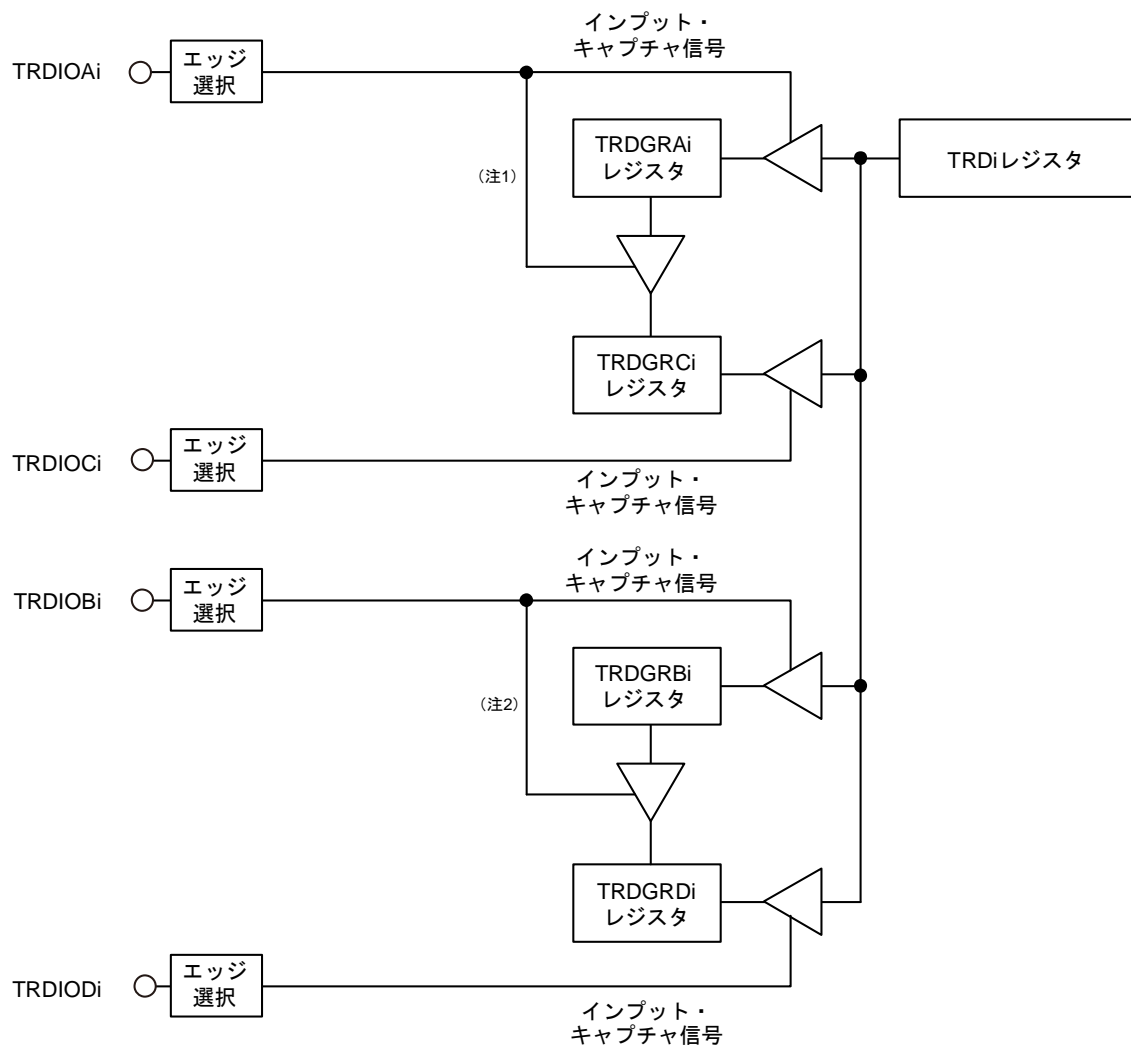 インプット・
キャプチャ信号
TRDIOAi
エッジ
選択
TRDGRAi
レジスタ
TRDiレジスタ
（注1）
TRDGRCi
レジスタ
TRDIOCi
エッジ
選択
インプット・
キャプチャ信号
インプット・
キャプチャ信号
TRDIOBi
エッジ
選択
TRDGRBi
レジスタ
（注2）
TRDGRDi
レジスタ
TRDIODi
エッジ
選択
インプット・
キャプチャ信号